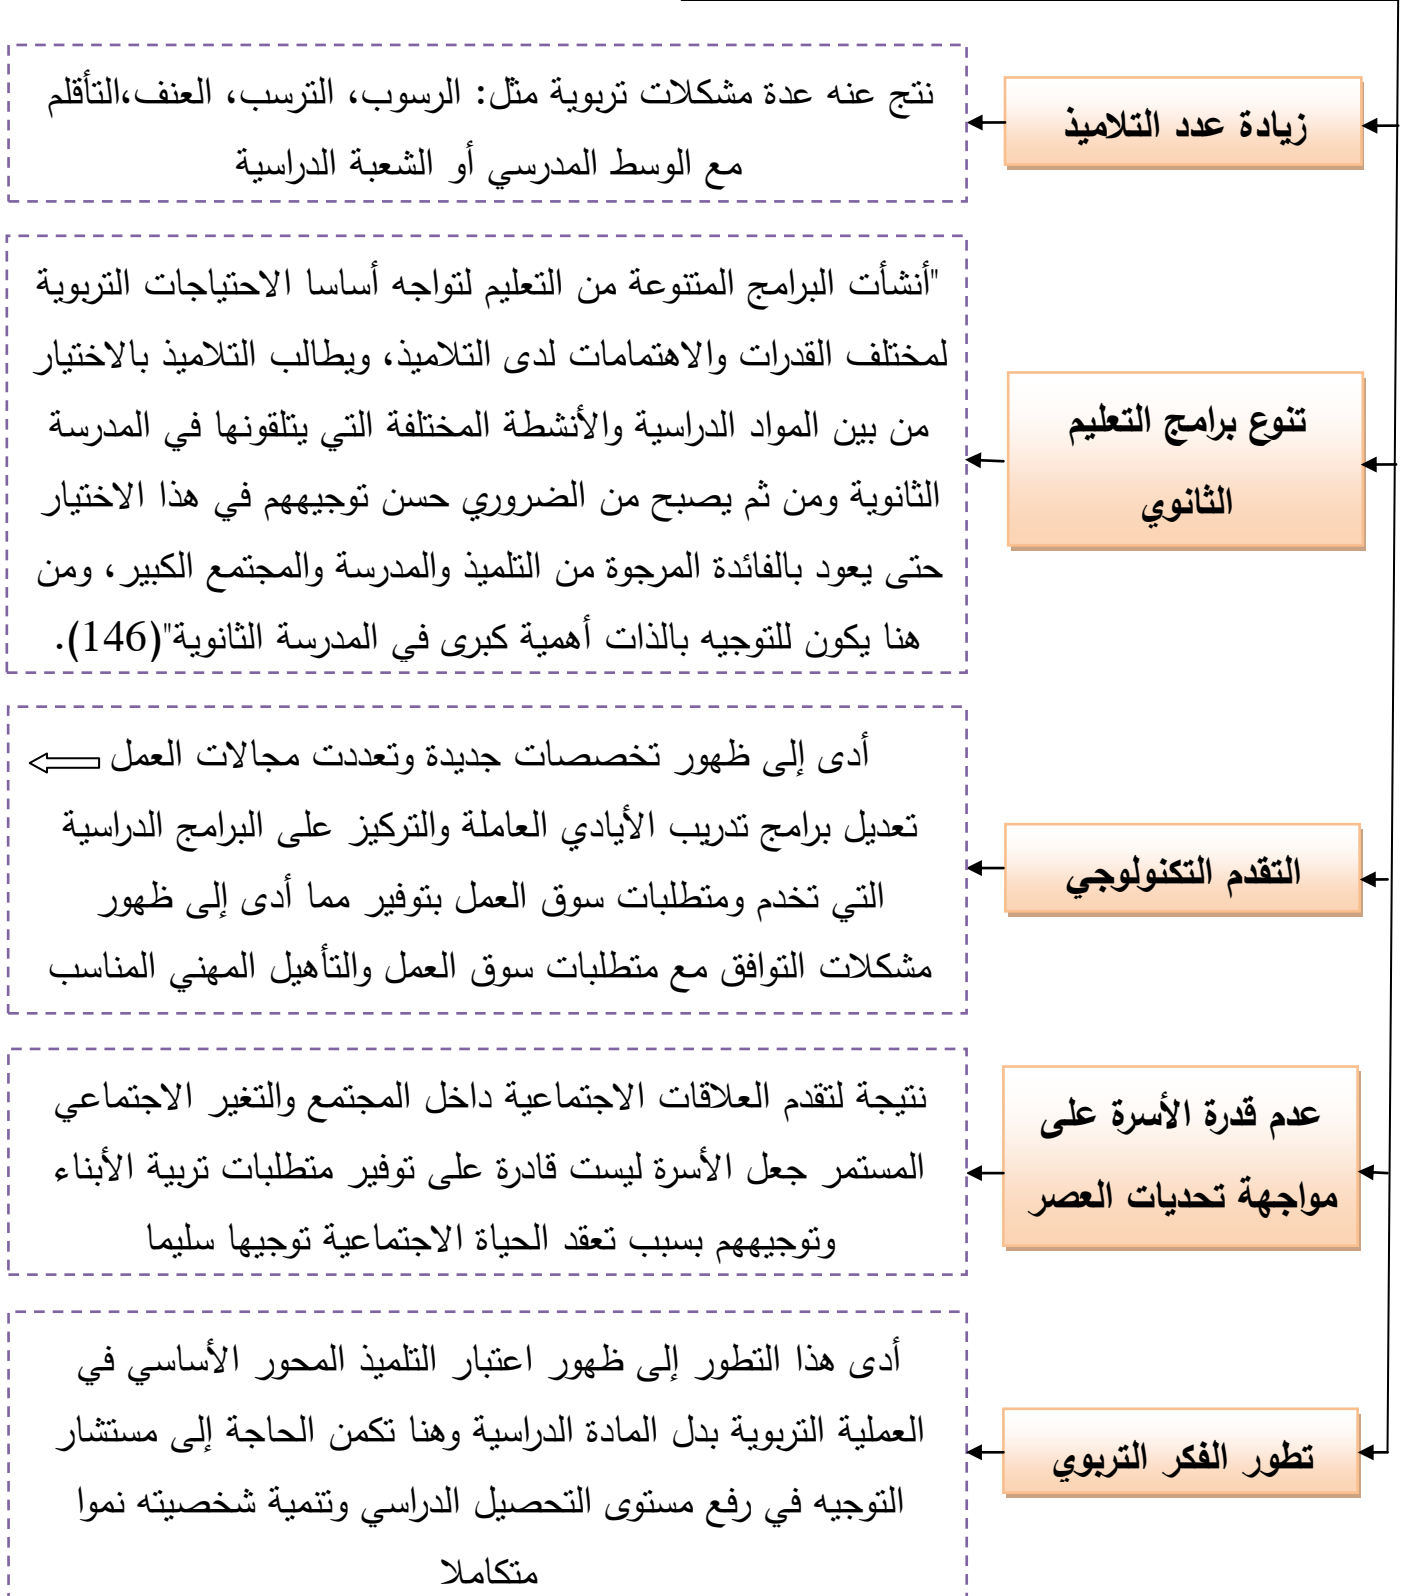 زيادة عدد التلاميذ
نتج عنه عدة مشكلات تربوية مثل: الرسوب، الترسب، العنف،التأقلم
مع الوسط المدرسي أو الشعبة الدراسية
تنوع برامج التعليم
الثانوي
"أنشأت البرامج المتنوعة من التعليم لتواجه أساسا الاحتياجات التربوية
لمختلف القدرات والاهتمامات لدى التلاميذ، ويطالب التلاميذ بالاختيار
من بين المواد الدراسية والأنشطة المختلفة التي يتلقونها في المدرسة
الثانوية ومن ثم يصبح من الضروري حسن توجيههم في هذا الاختيار
حتى يعود بالفائدة المرجوة من التلميذ والمدرسة والمجتمع الكبير، ومن
هنا يكون للتوجيه بالذات أهمية كبرى في المدرسة الثانوية"(146).
التقدم التكنولوجي
أدى إلى ظهور تخصصات جديدة وتعددت مجالات العمل
تعديل برامج تدريب الأيادي العاملة والتركيز على البرامج الدراسية
التي تخدم ومتطلبات سوق العمل بتوفير مما أدى إلى ظهور
مشكلات التوافق مع متطلبات سوق العمل والتأهيل المهني المناسب
عدم قدرة الأسرة على
مواجهة تحديات العصر
نتيجة لتقدم العلاقات الاجتماعية داخل المجتمع والتغير الاجتماعي
المستمر جعل الأسرة ليست قادرة على توفير متطلبات تربية الأبناء
وتوجيههم بسبب تعقد الحياة الاجتماعية توجيها سليما
تطور الفكر التربوي
أدى هذا التطور إلى ظهور اعتبار التلميذ المحور الأساسي في
العملية التربوية بدل المادة الدراسية وهنا تكمن الحاجة إلى مستشار
التوجيه في رفع مستوى التحصيل الدراسي وتنمية شخصيته نموا
متكاملا